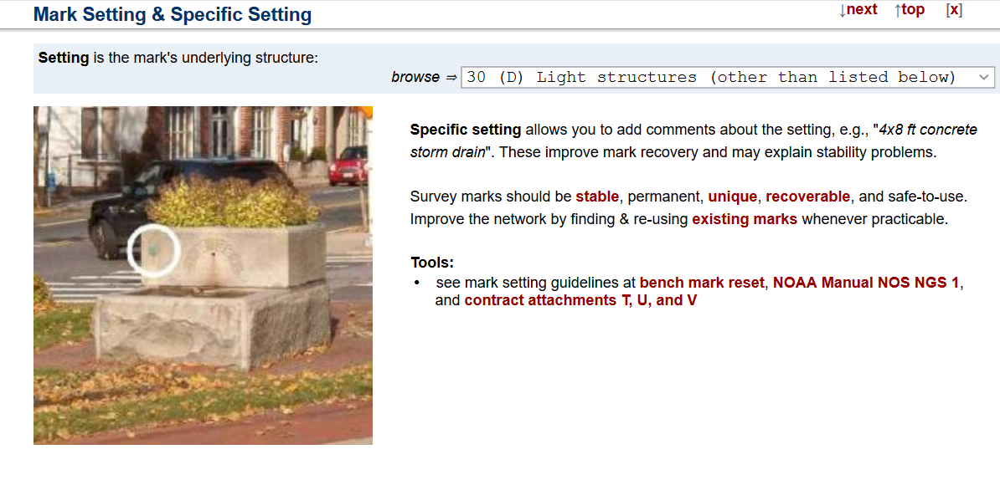 Mark Setting & Specific Setting
↓next ↑top [x]
Setting is the mark's underlying structure:
browse ⇒ 30 (D) Light structures (other than listed below)
Specific setting allows you to add comments about the setting, e.g., "4x8 ft concrete
storm drain". These improve mark recovery and may explain stability problems.
Survey marks should be stable, permanent, unique, recoverable, and safe-to-use.
Improve the network by finding & re-using existing marks whenever practicable.
Tools:
• see mark setting guidelines at bench mark reset, NOAA Manual NOS NGS 1,
and contract attachments T, U, and V